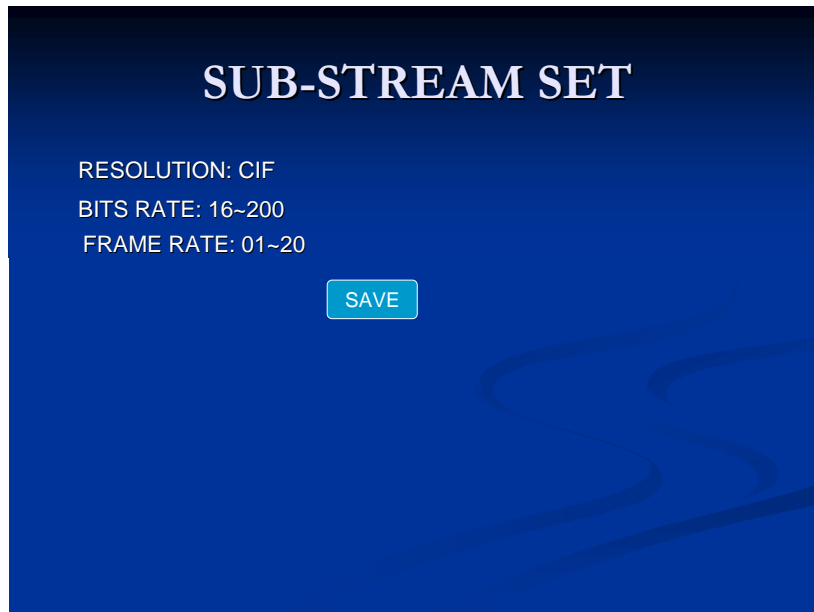 SUB-STREAM SET
RESOLUTION: CIF
BITS RATE: 16~200
FRAME RATE: 01~20
SAVE